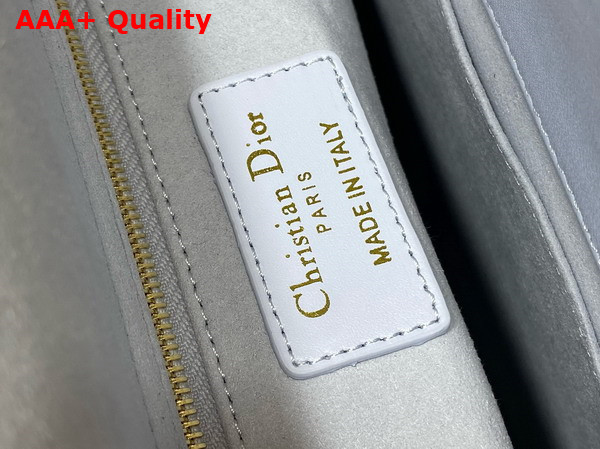 AAA+ Quality
Christian Dior
PARIS
MADE IN ITALY